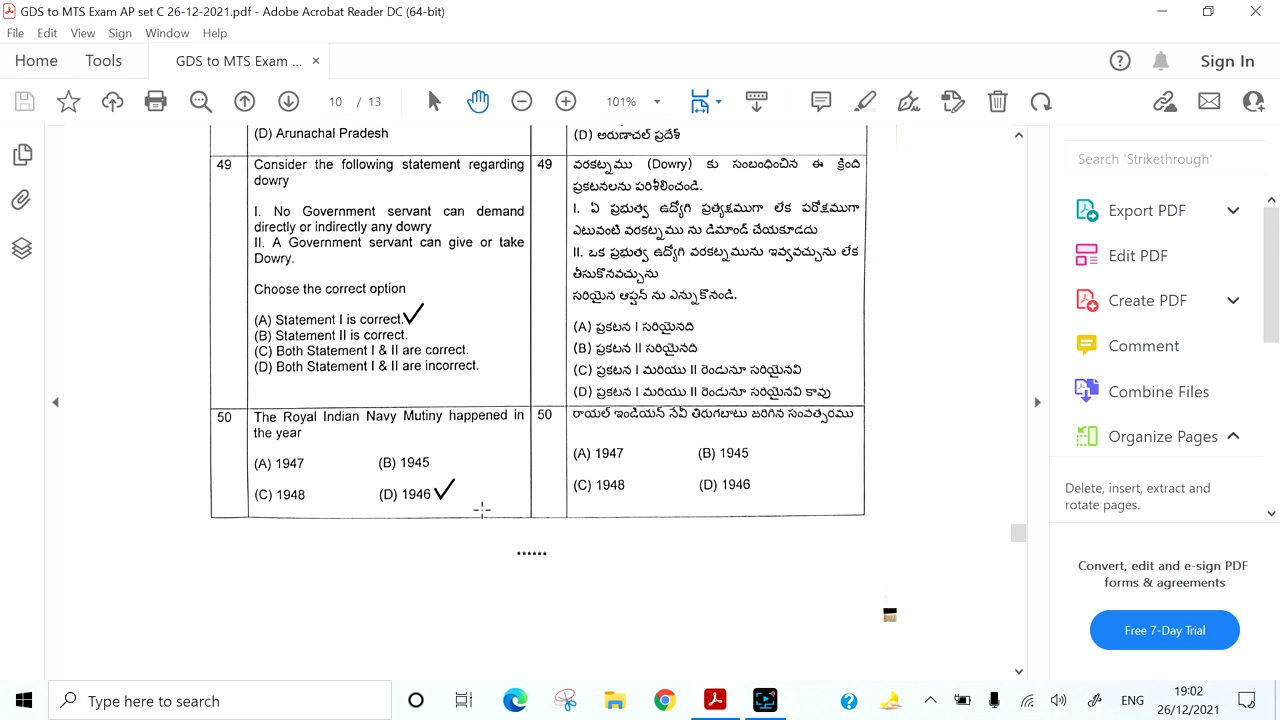 GDS to MTS Exam AP set C 26-12-2021.pdf - Adobe Acrobat Reader DC (64-bit)
File Edit View Sign Window Help
Home Tools GDS to MTS Exam ... × Sign In
10 / 13 101%
(D) Arunachal Pradesh
49 Consider the following statement regarding
dowry
I. No Government servant can demand
directly or indirectly any dowry
II. A Government servant can give or take
Dowry.
Choose the correct option
(A) Statement I is correct.
(B) Statement II is correct.
(C) Both Statement I & II are correct.
(D) Both Statement I & II are incorrect.
50 The Royal Indian Navy Mutiny happened in
the year
(A) 1947 (B) 1945
(C) 1948 (D) 1946
(D) అరుణాచల్ ప్రదేశ్
49 వరకట్నము (Dowry) కు సంబంధించిన ఈ క్రింది
ప్రకటనలను పరిశీలించండి.
I. ఏ ప్రభుత్వ ఉద్యోగి ప్రత్యక్షముగా లేక పరోక్షముగా
ఎటువంటి వరకట్నము ను డిమాండ్ చేయకూడదు
II. ఒక ప్రభుత్వ ఉద్యోగి వరకట్నమును ఇవ్వవచ్చును లేక
తీసుకొనవచ్చును
సరియైన ఆప్షన్ ను ఎన్నుకొనండి.
(A) ప్రకటన I సరియైనది
(B) ప్రకటన II సరియైనది
(C) ప్రకటన I మరియు II రెండునూ సరియైనవి
(D) ప్రకటన I మరియు II రెండునూ సరియైనవి కావు
50 రాయల్ ఇండియన్ నేవీ తిరుగబాటు జరిగిన సంవత్సరము
(A) 1947 (B) 1945
(C) 1948 (D) 1946
......
Search 'Strikethrough'
Export PDF
Edit PDF
Create PDF
Comment
Combine Files
Organize Pages
Delete, insert, extract and
rotate pages.
Convert, edit and e-sign PDF
forms & agreements
Free 7-Day Trial
Type here to search
ENG
19:02
26/12/2021